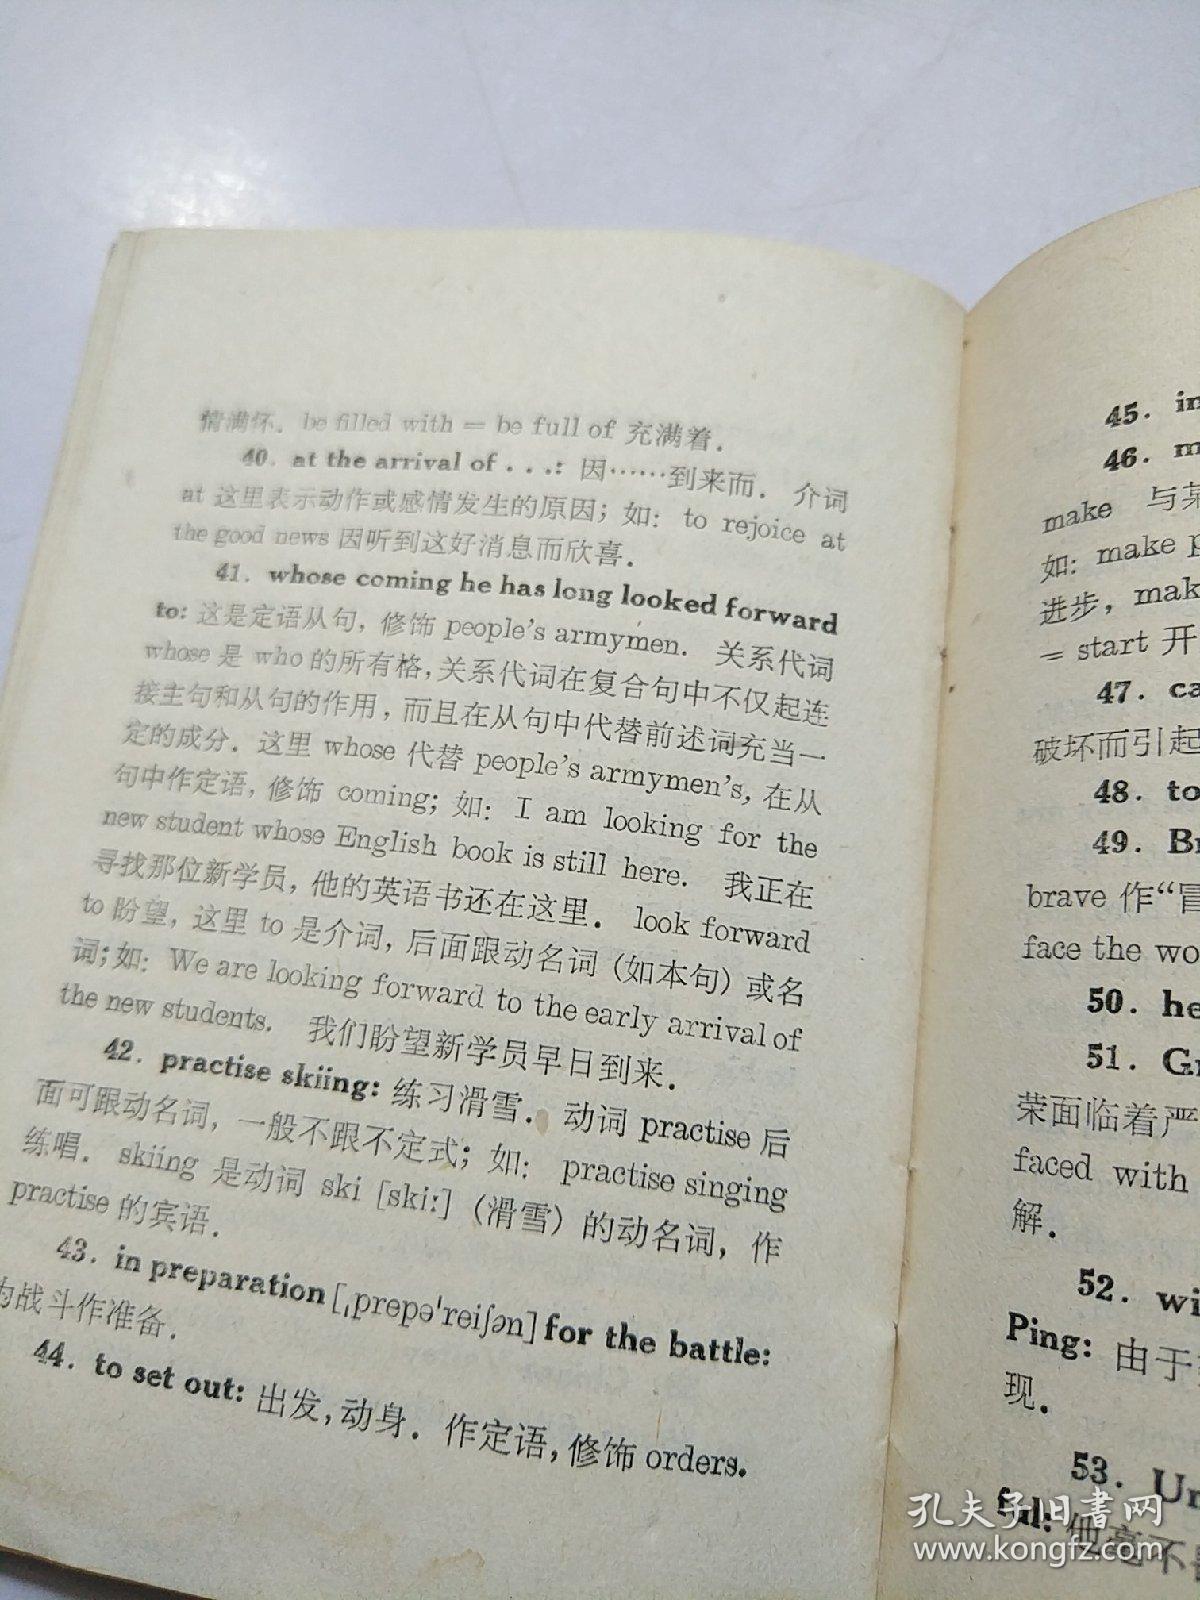 情满怀．be filled with = be full of 充满着．
40. at the arrival of . . .: 因……到来而．介词
at 这里表示动作或感情发生的原因；如：to rejoice at
the good news 因听到这好消息而欣喜．
41. whose coming he has long looked forward
to: 这是定语从句，修饰 people's armymen. 关系代词
whose 是 who 的所有格，关系代词在复合句中不仅起连
接主句和从句的作用，而且在从句中代替前述词充当一
定的成分．这里 whose 代替 people's armymen's, 在从
句中作定语，修饰 coming；如：I am looking for the
new student whose English book is still here. 我正在
寻找那位新学员，他的英语书还在这里．look forward
to 盼望，这里 to 是介词，后面跟动名词（如本句）或名
词；如：We are looking forward to the early arrival of
the new students. 我们盼望新学员早日到来．
42. practise skiing: 练习滑雪．动词 practise 后
面可跟动名词，一般不跟不定式；如：practise singing
练唱．skiing 是动词 ski [ski:]（滑雪）的动名词，作
practise 的宾语．
43. in preparation [ˌprepəˈreiʃən] for the battle:
为战斗作准备．
44. to set out: 出发，动身．作定语，修饰 orders.
45. in
46. m
make 与某
如：make p
进步，mak
= start 开
47. ca
破坏而引起
48. to
49. Br
brave 作“冒
face the wo
50. he
51. Gr
荣面临着严
faced with
解．
52. wi
Ping: 由于
现．
53. Un
ful: 他毫不
孔夫子旧书网
www.kongfz.com